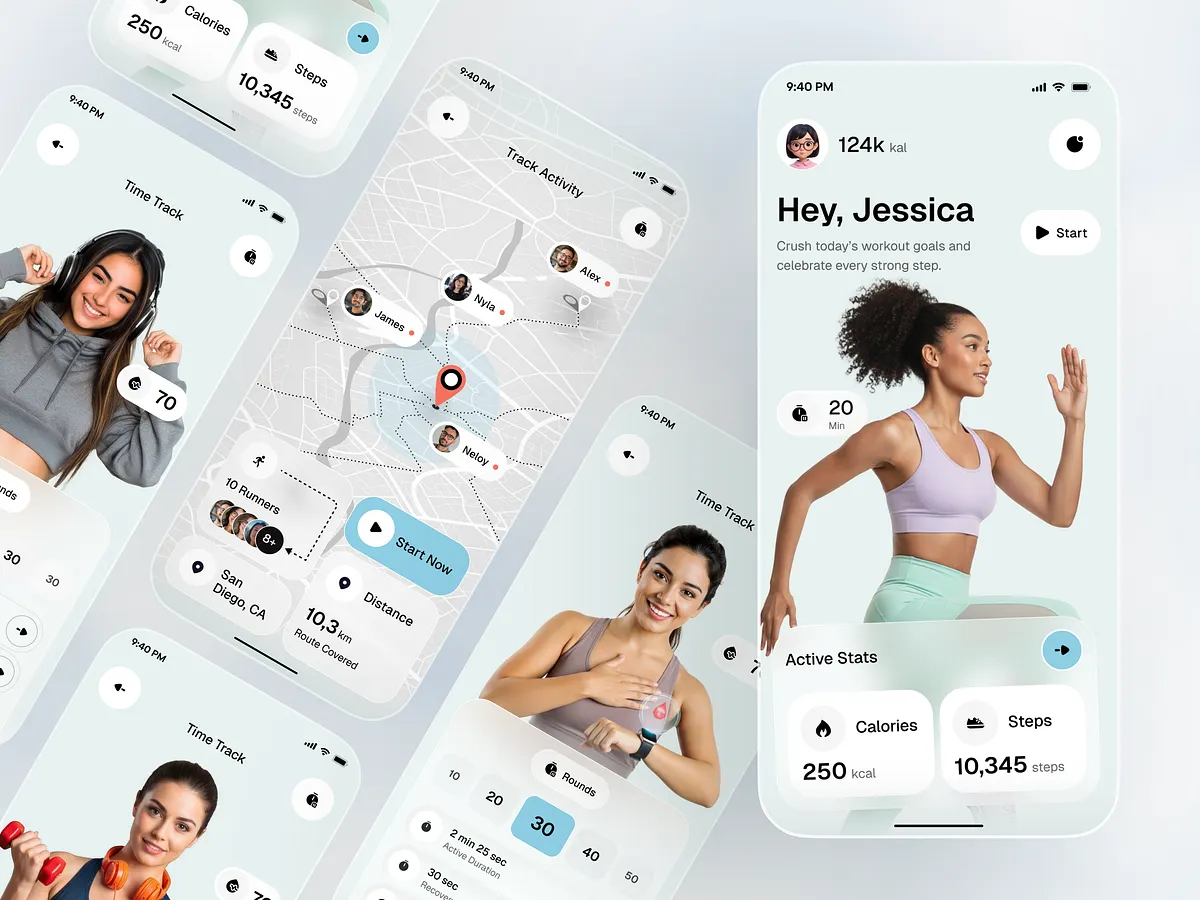 Calories
250 kcal
Steps
10,345 steps
9:40 PM
Time Track
70
30
30
9:40 PM
Track Activity
Alex
Nyla
James
Neloy
10 Runners
8+
Start Now
San
Diego, CA
Distance
10,3 km
Route Covered
9:40 PM
Time Track
9:40 PM
Time Track
Rounds
10
20
30
40
50
2 min 25 sec
Active Duration
30 sec
9:40 PM
124k kal
Hey, Jessica
Start
Crush today's workout goals and
celebrate every strong step.
20
Min
Active Stats
Calories
250 kcal
Steps
10,345 steps